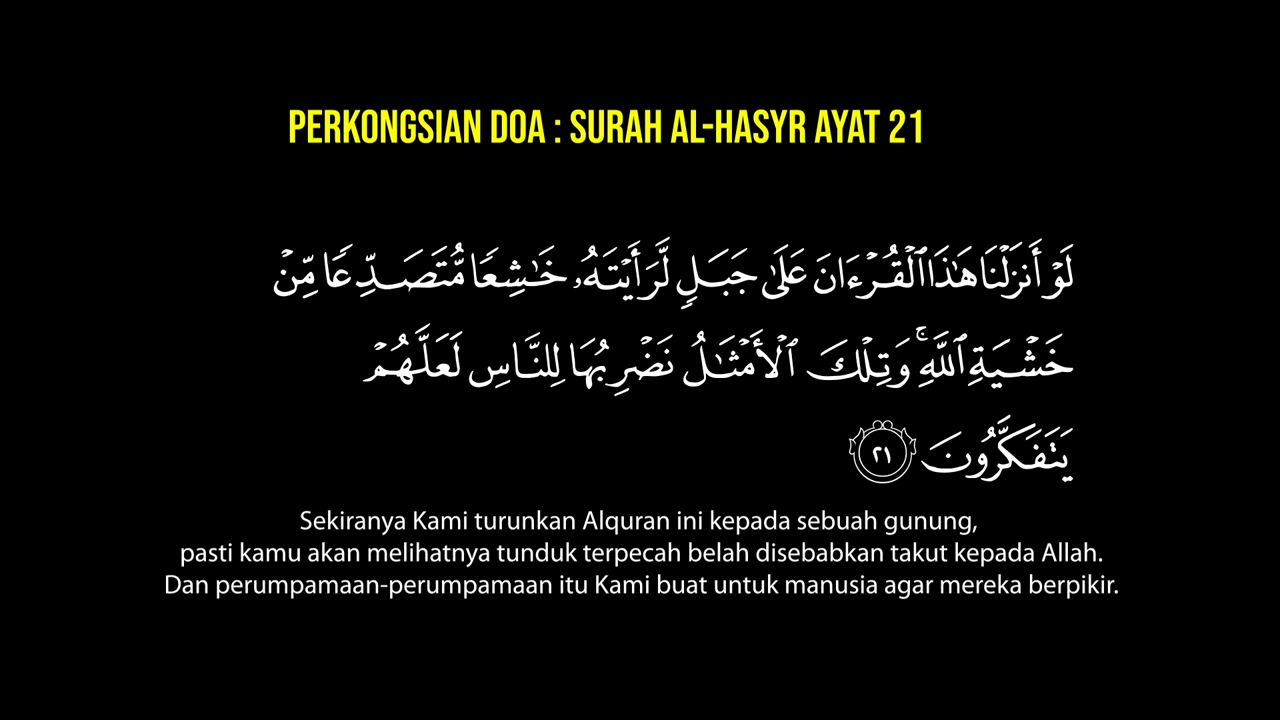 PERKONGSIAN DOA : SURAH AL-HASYR AYAT 21
لَوْ أَنزَلْنَا هَٰذَا ٱلْقُرْءَانَ عَلَىٰ جَبَلٍ لَّرَأَيْتَهُۥ خَٰشِعًا مُّتَصَدِّعًا مِّنْ
خَشْيَةِ ٱللَّهِ ۚ وَتِلْكَ ٱلْأَمْثَٰلُ نَضْرِبُهَا لِلنَّاسِ لَعَلَّهُمْ
يَتَفَكَّرُونَ ٢١
Sekiranya Kami turunkan Alquran ini kepada sebuah gunung,
pasti kamu akan melihatnya tunduk terpecah belah disebabkan takut kepada Allah.
Dan perumpamaan-perumpamaan itu Kami buat untuk manusia agar mereka berpikir.